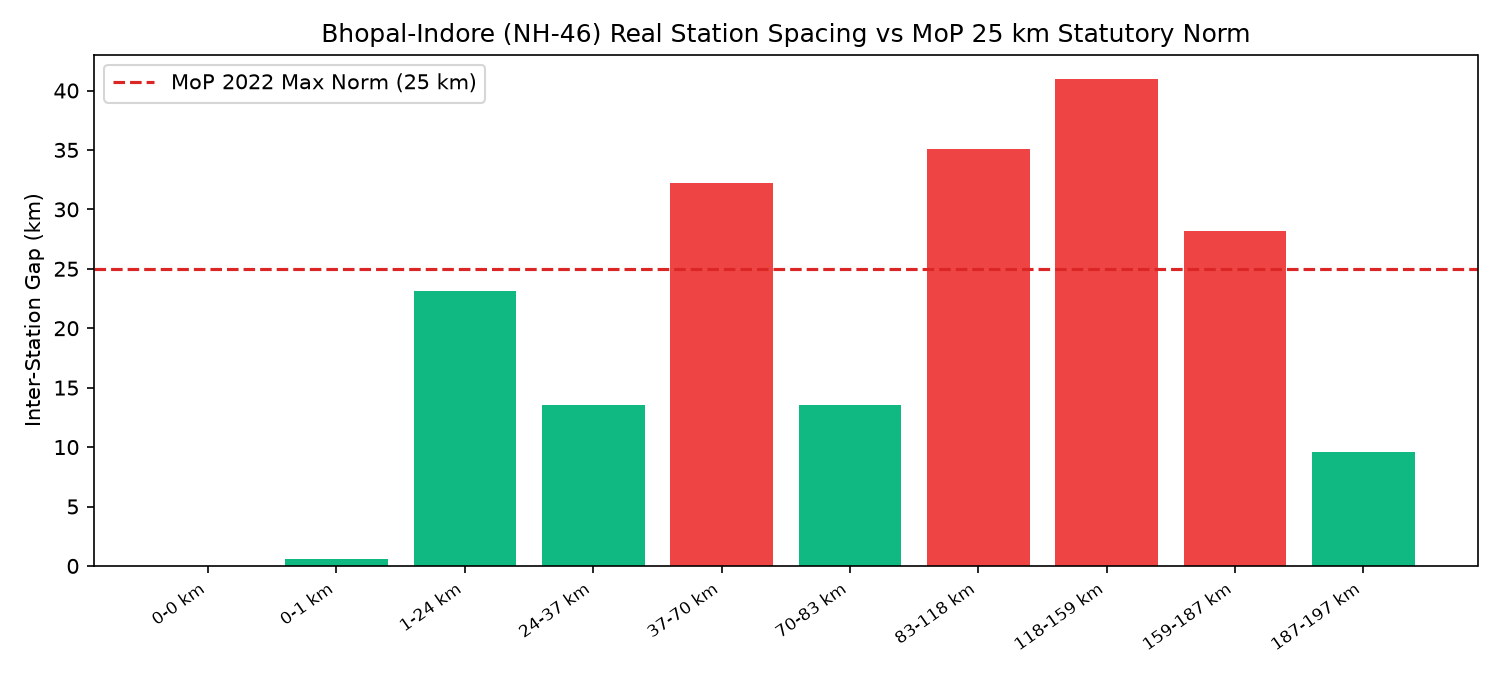 Bhopal-Indore (NH-46) Real Station Spacing vs MoP 25 km Statutory Norm
MoP 2022 Max Norm (25 km)
Inter-Station Gap (km)
40
35
30
25
20
15
10
5
0
0-0 km
0-1 km
1-24 km
24-37 km
37-70 km
70-83 km
83-118 km
118-159 km
159-187 km
187-197 km